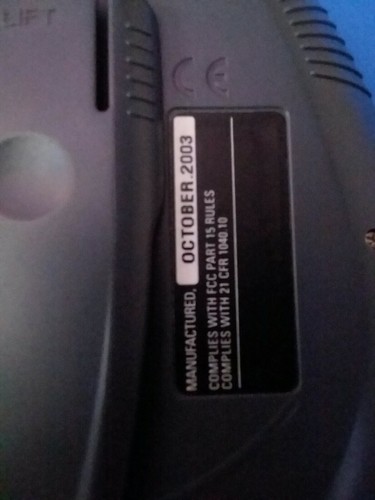 LIFT
CE
MANUFACTURED, OCTOBER.2003
COMPLIES WITH FCC PART 15 RULES
COMPLIES WITH 21 CFR 1040.10